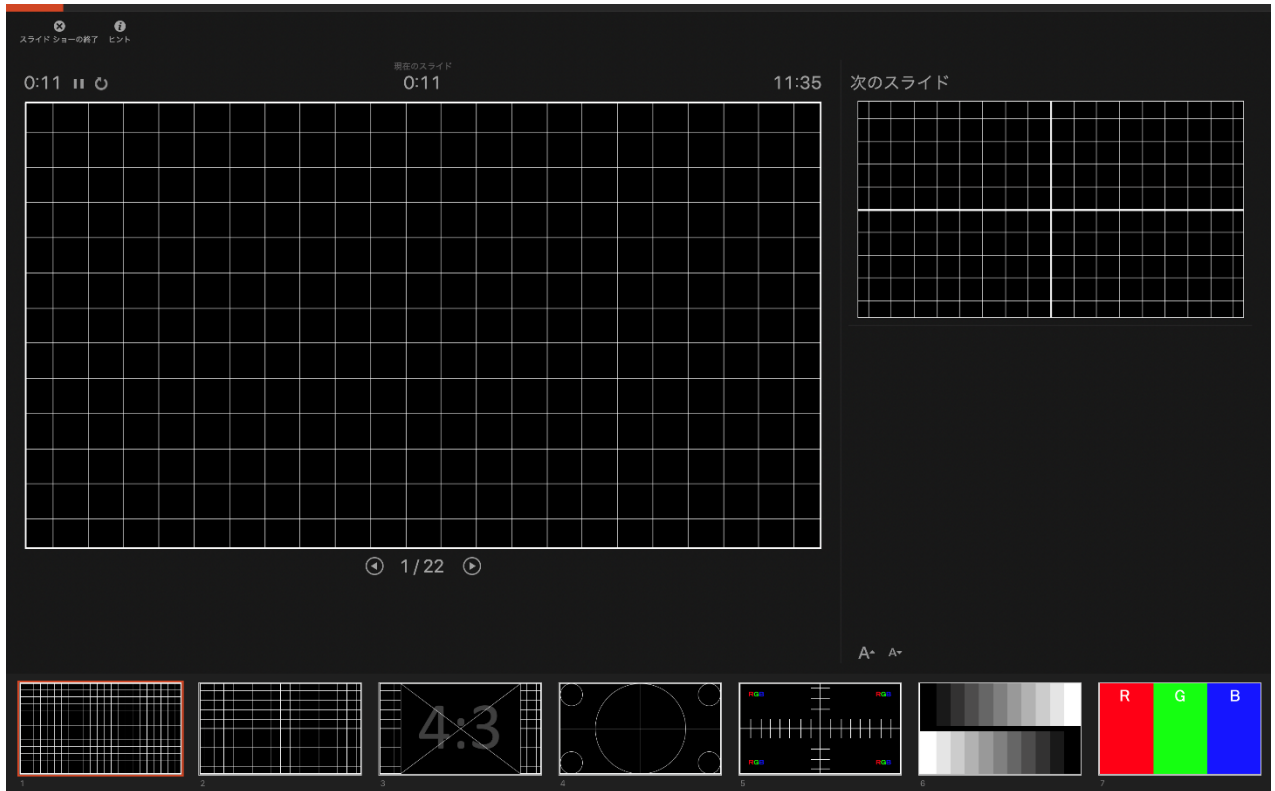 スライド ショーの終了 ヒント
現在のスライド
0:11 0:11 11:35
次のスライド
1 / 22
A A
4:3
RGB RGB
RGB RGB
R G B
1 2 3 4 5 6 7